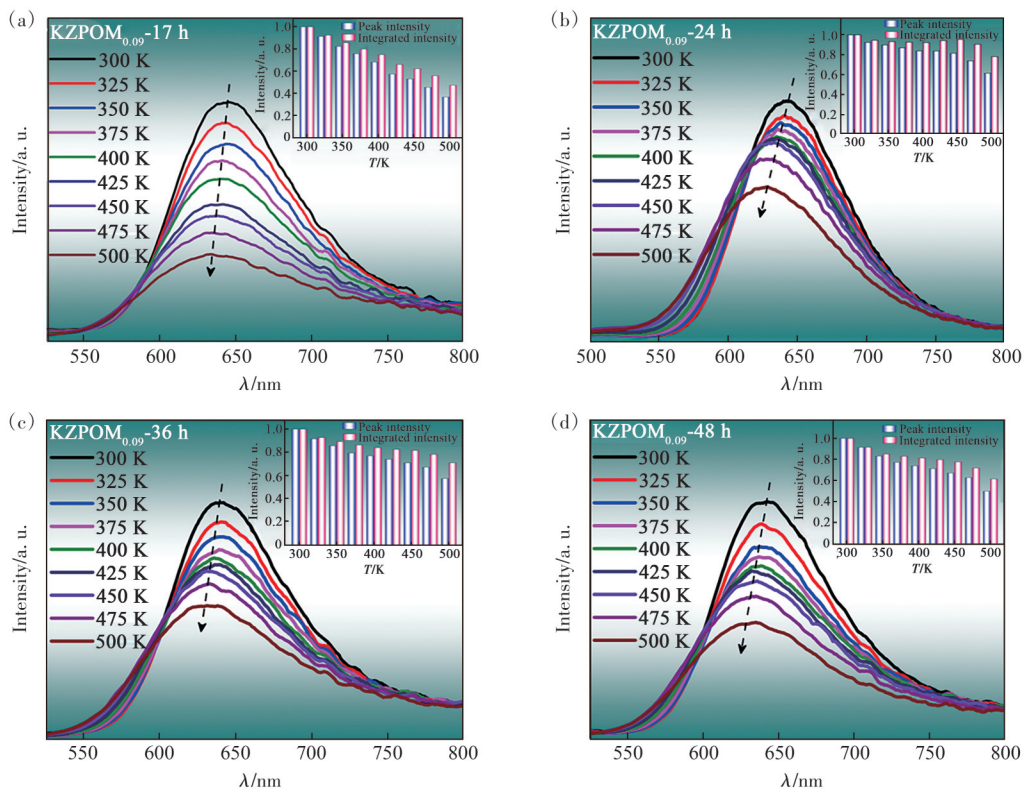 (a)
KZPOM0.09-17 h
300 K
325 K
350 K
375 K
400 K
425 K
450 K
475 K
500 K
Intensity/a. u.
550 600 650 700 750 800
λ/nm
Peak intensity
Integrated intensity
Intensity/a. u.
1.0
0.8
0.6
0.4
0.2
0
300 350 400 450 500
T/K
(b)
KZPOM0.09-24 h
300 K
325 K
350 K
375 K
400 K
425 K
450 K
475 K
500 K
Intensity/a. u.
500 550 600 650 700 750 800
λ/nm
Peak intensity
Integrated intensity
Intensity/a. u.
1.0
0.8
0.6
0.4
0.2
0
300 350 400 450 500
T/K
(c)
KZPOM0.09-36 h
300 K
325 K
350 K
375 K
400 K
425 K
450 K
475 K
500 K
Intensity/a. u.
550 600 650 700 750 800
λ/nm
Peak intensity
Integrated intensity
Intensity/a. u.
1.0
0.8
0.6
0.4
0.2
0
300 350 400 450 500
T/K
(d)
KZPOM0.09-48 h
300 K
325 K
350 K
375 K
400 K
425 K
450 K
475 K
500 K
Intensity/a. u.
550 600 650 700 750 800
λ/nm
Peak intensity
Integrated intensity
Intensity/a. u.
1.0
0.8
0.6
0.4
0.2
0
300 350 400 450 500
T/K